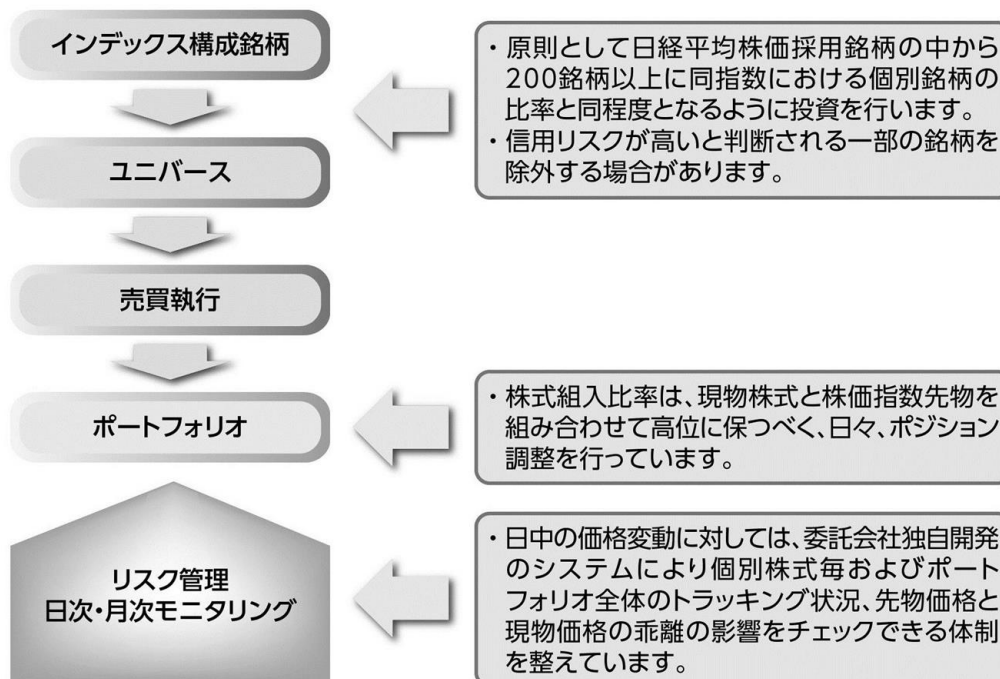 インデックス構成銘柄
・原則として日経平均株価採用銘柄の中から
200銘柄以上に同指数における個別銘柄の
比率と同程度となるように投資を行います。
・信用リスクが高いと判断される一部の銘柄を
除外する場合があります。
ユニバース
売買執行
ポートフォリオ
・株式組入比率は、現物株式と株価指数先物を
組み合わせて高位に保つべく、日々、ポジション
調整を行っています。
リスク管理
日次・月次モニタリング
・日中の価格変動に対しては、委託会社独自開発
のシステムにより個別株式毎およびポート
フォリオ全体のトラッキング状況、先物価格と
現物価格の乖離の影響をチェックできる体制
を整えています。